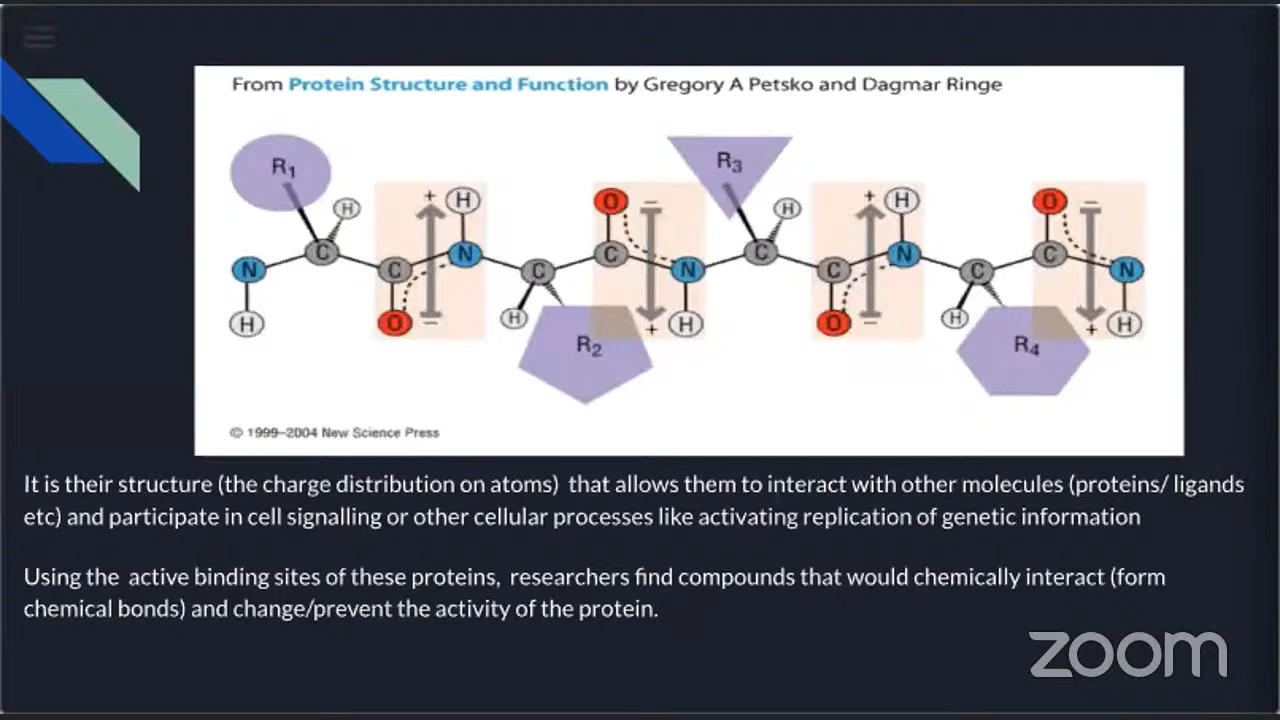 From Protein Structure and Function by Gregory A Petsko and Dagmar Ringe
R1 H + H O − R3 H + H O −
N C C N C C N C C N C C N
H O − H R2 + H O − H R4 + H
© 1999–2004 New Science Press
It is their structure (the charge distribution on atoms) that allows them to interact with other molecules (proteins/ ligands
etc) and participate in cell signalling or other cellular processes like activating replication of genetic information
Using the active binding sites of these proteins, researchers find compounds that would chemically interact (form
chemical bonds) and change/prevent the activity of the protein.
zoom